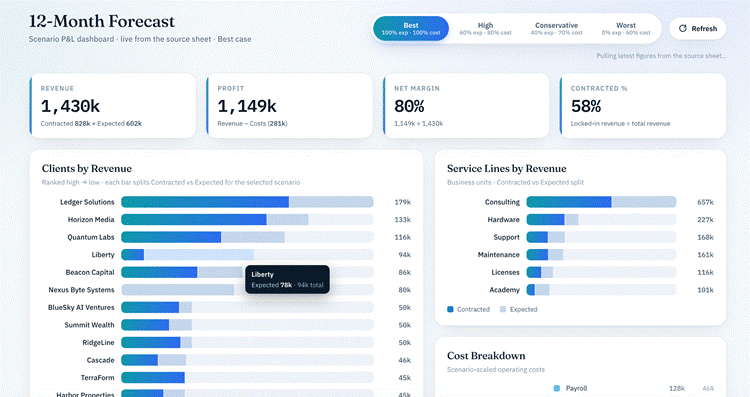 12-Month Forecast
Scenario P&L dashboard · live from the source sheet · Best case
Best
100% exp · 100% cost
High
60% exp · 80% cost
Conservative
40% exp · 70% cost
Worst
0% exp · 60% cost
Refresh
Pulling latest figures from the source sheet…
REVENUE
1,430k
Contracted 828k + Expected 602k
PROFIT
1,149k
Revenue − Costs (281k)
NET MARGIN
80%
1,149k ÷ 1,430k
CONTRACTED %
58%
Locked-in revenue ÷ total revenue
Clients by Revenue
Ranked high → low · each bar splits Contracted vs Expected for the selected scenario
Ledger Solutions 179k
Horizon Media 133k
Quantum Labs 116k
Liberty 94k
Beacon Capital 86k
Liberty
Expected 78k · 94k total
Nexus Byte Systems 80k
BlueSky AI Ventures 50k
Summit Wealth 50k
RidgeLine 50k
Cascade 46k
TerraForm 45k
Harbor Properties 45k
Service Lines by Revenue
Business units · Contracted vs Expected split
Consulting 657k
Hardware 227k
Support 168k
Maintenance 161k
Licenses 116k
Academy 101k
Contracted Expected
Cost Breakdown
Scenario-scaled operating costs
Payroll 128k 46%